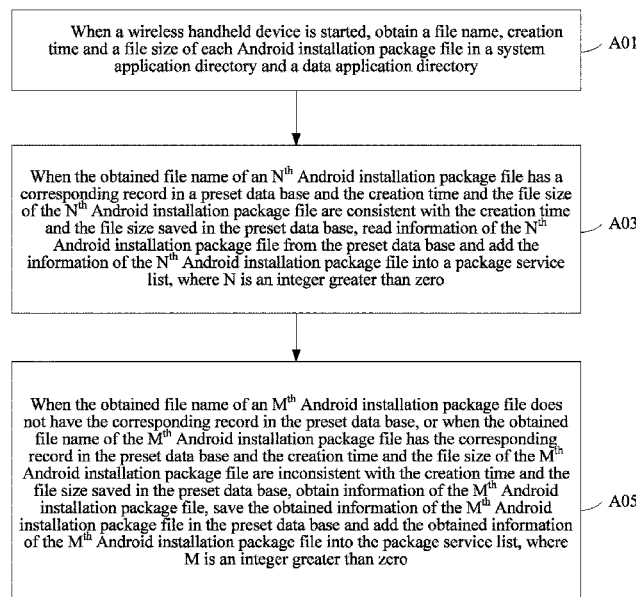 When a wireless handheld device is started, obtain a file name, creation
time and a file size of each Android installation package file in a system
application directory and a data application directory
A01
When the obtained file name of an Nth Android installation package file has a
corresponding record in a preset data base and the creation time and the file size
of the Nth Android installation package file are consistent with the creation time
and the file size saved in the preset data base, read information of the Nth
Android installation package file from the preset data base and add the
information of the Nth Android installation package file into a package service
list, where N is an integer greater than zero
A03
When the obtained file name of an Mth Android installation package file does
not have the corresponding record in the preset data base, or when the obtained
file name of the Mth Android installation package file has the corresponding
record in the preset data base and the creation time and the file size of the Mth
Android installation package file are inconsistent with the creation time and the
file size saved in the preset data base, obtain information of the Mth Android
installation package file, save the obtained information of the Mth Android
installation package file in the preset data base and add the obtained information
of the Mth Android installation package file into the package service list, where
M is an integer greater than zero
A05